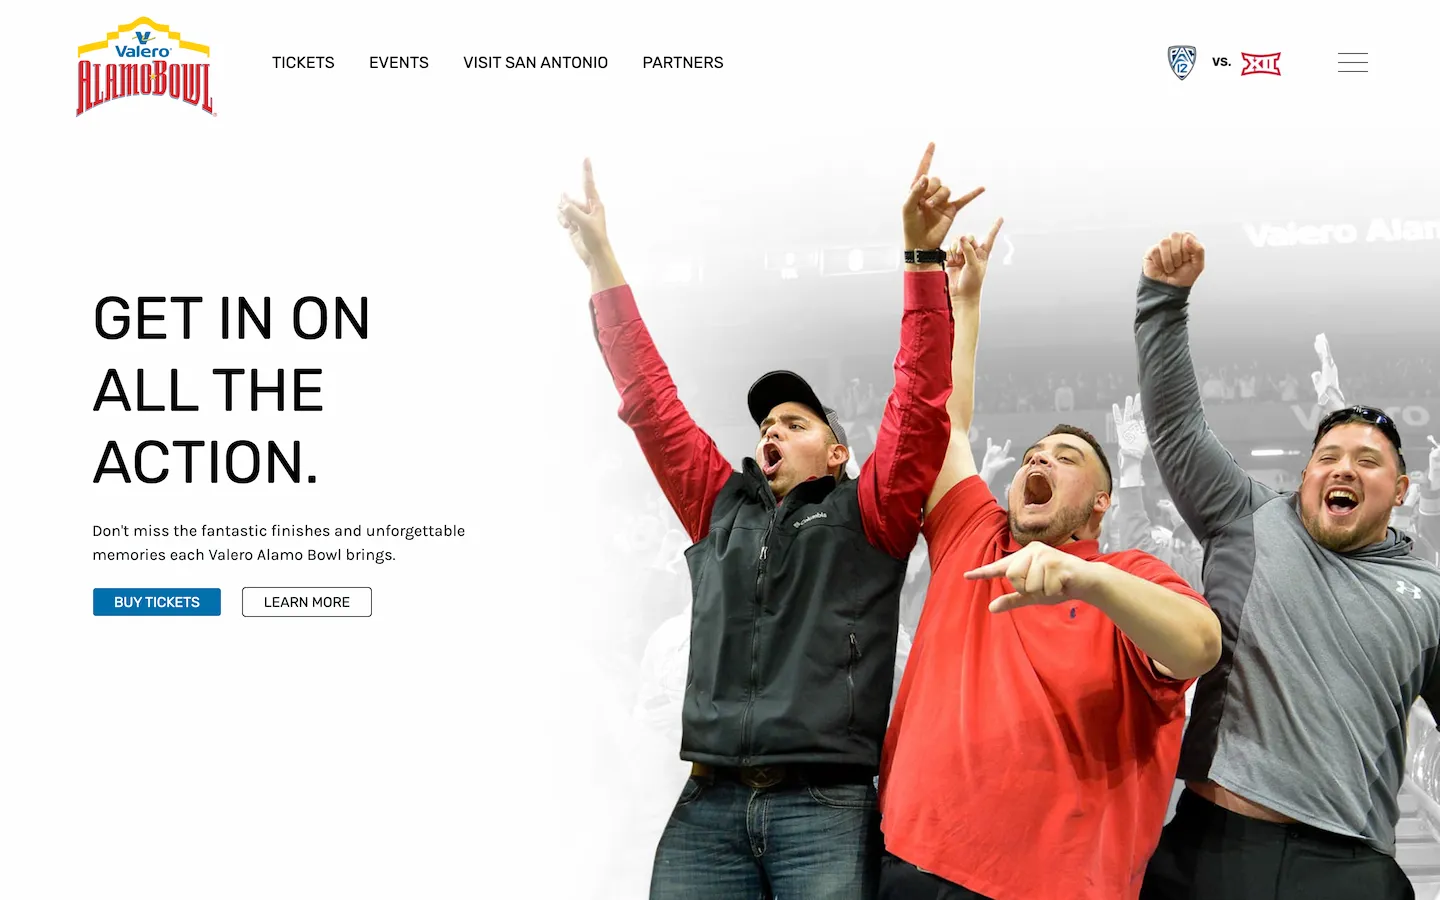 Valero
ALAMO BOWL
TICKETS
EVENTS
VISIT SAN ANTONIO
PARTNERS
PAC
12
VS.
XII
Valero Alam
GET IN ON
ALL THE
ACTION.
Don't miss the fantastic finishes and unforgettable
memories each Valero Alamo Bowl brings.
BUY TICKETS
LEARN MORE
Columbia